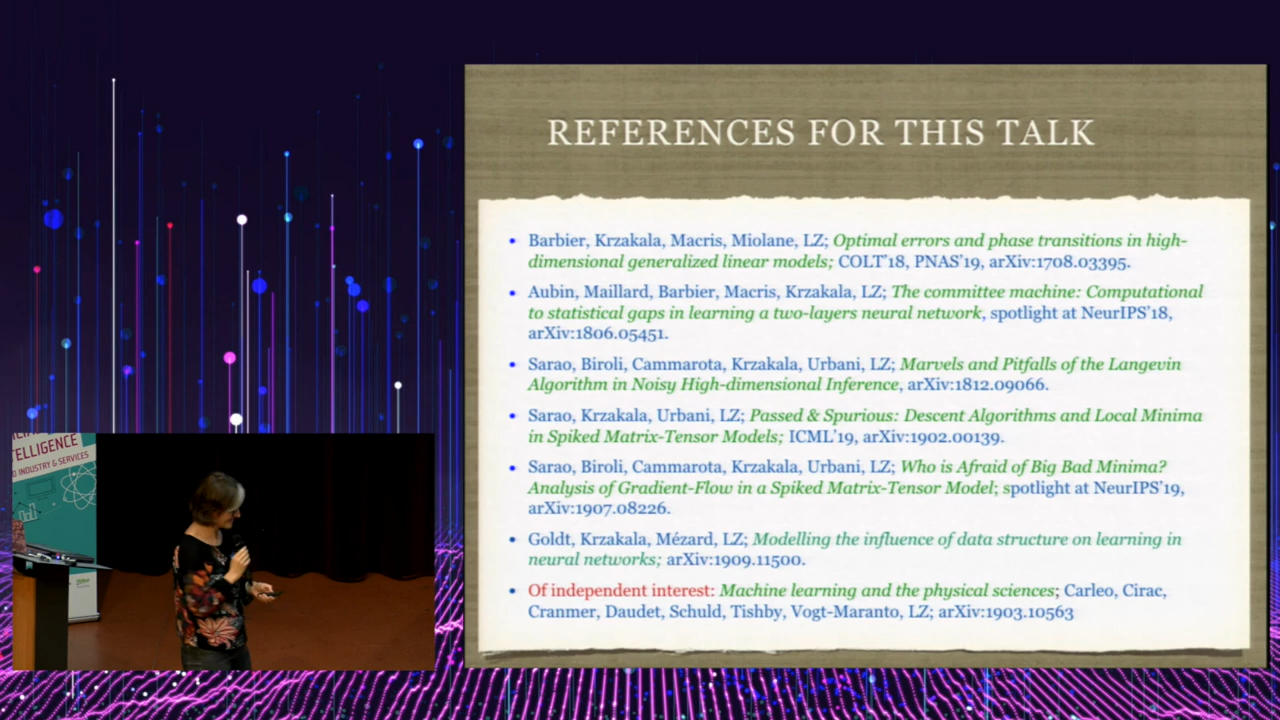 REFERENCES FOR THIS TALK
• Barbier, Krzakala, Macris, Miolane, LZ; Optimal errors and phase transitions in high-
dimensional generalized linear models; COLT'18, PNAS'19, arXiv:1708.03395.
• Aubin, Maillard, Barbier, Macris, Krzakala, LZ; The committee machine: Computational
to statistical gaps in learning a two-layers neural network, spotlight at NeurIPS'18,
arXiv:1806.05451.
• Sarao, Biroli, Cammarota, Krzakala, Urbani, LZ; Marvels and Pitfalls of the Langevin
Algorithm in Noisy High-dimensional Inference, arXiv:1812.09066.
• Sarao, Krzakala, Urbani, LZ; Passed & Spurious: Descent Algorithms and Local Minima
in Spiked Matrix-Tensor Models; ICML'19, arXiv:1902.00139.
• Sarao, Biroli, Cammarota, Krzakala, Urbani, LZ; Who is Afraid of Big Bad Minima?
Analysis of Gradient-Flow in a Spiked Matrix-Tensor Model; spotlight at NeurIPS'19,
arXiv:1907.08226.
• Goldt, Krzakala, Mézard, LZ; Modelling the influence of data structure on learning in
neural networks; arXiv:1909.11500.
• Of independent interest: Machine learning and the physical sciences; Carleo, Cirac,
Cranmer, Daudet, Schuld, Tishby, Vogt-Maranto, LZ; arXiv:1903.10563
TELLIGENCE
O INDUSTRY & SERVICES